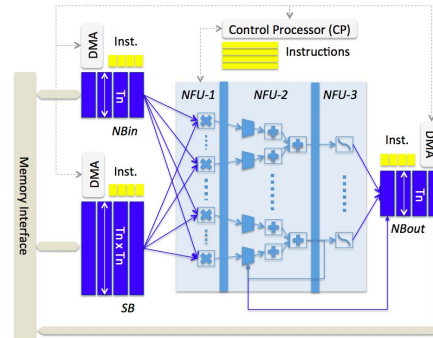 Control Processor (CP)
DMA
Inst.
Instructions
Tn
NBin
NFU-1
NFU-2
NFU-3
Memory Interface
DMA
Inst.
Tn x Tn
SB
Inst.
DMA
Tn
NBout